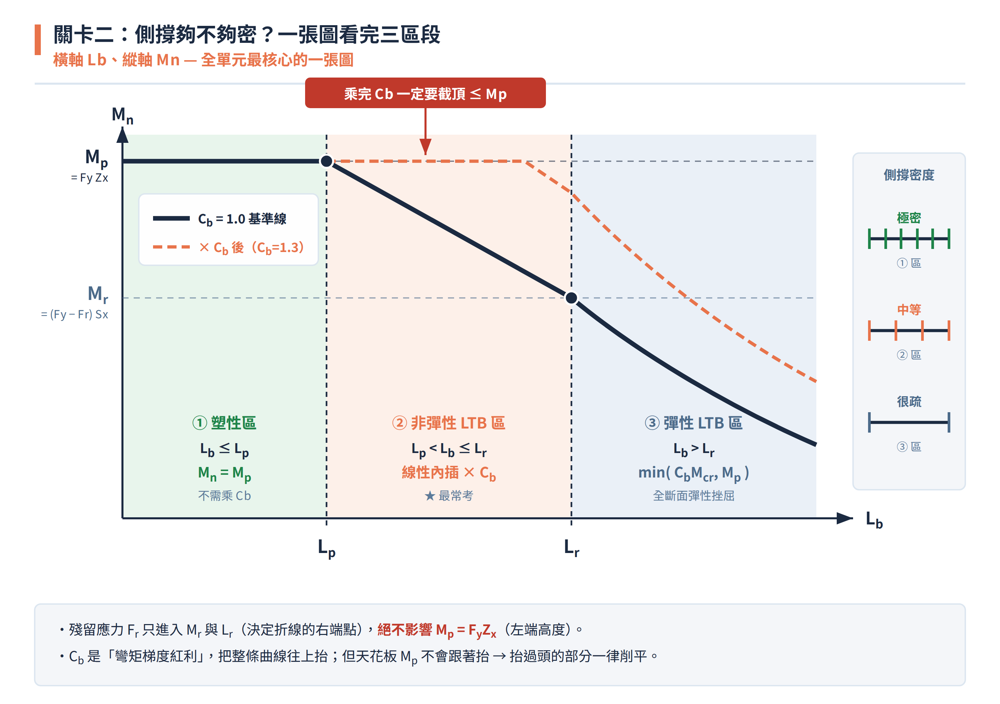 關卡二：側撐夠不夠密？一張圖看完三區段
橫軸 Lb、縱軸 Mn — 全單元最核心的一張圖
乘完 Cb 一定要截頂 ≤ Mp
Mn
Mp
= Fy Zx
Cb = 1.0 基準線
× Cb 後（Cb=1.3）
Mr
= (Fy − Fr) Sx
① 塑性區
Lb ≤ Lp
Mn = Mp
不需乘 Cb
② 非彈性 LTB 區
Lp < Lb ≤ Lr
線性內插 × Cb
★ 最常考
③ 彈性 LTB 區
Lb > Lr
min( CbMcr, Mp )
全斷面彈性挫屈
Lb
Lp
Lr
側撐密度
極密
① 區
中等
② 區
很疏
③ 區
・殘留應力 Fr 只進入 Mr 與 Lr（決定折線的右端點），絕不影響 Mp = FyZx（左端高度）。
・Cb 是「彎矩梯度紅利」，把整條曲線往上抬；但天花板 Mp 不會跟著抬 → 抬過頭的部分一律削平。